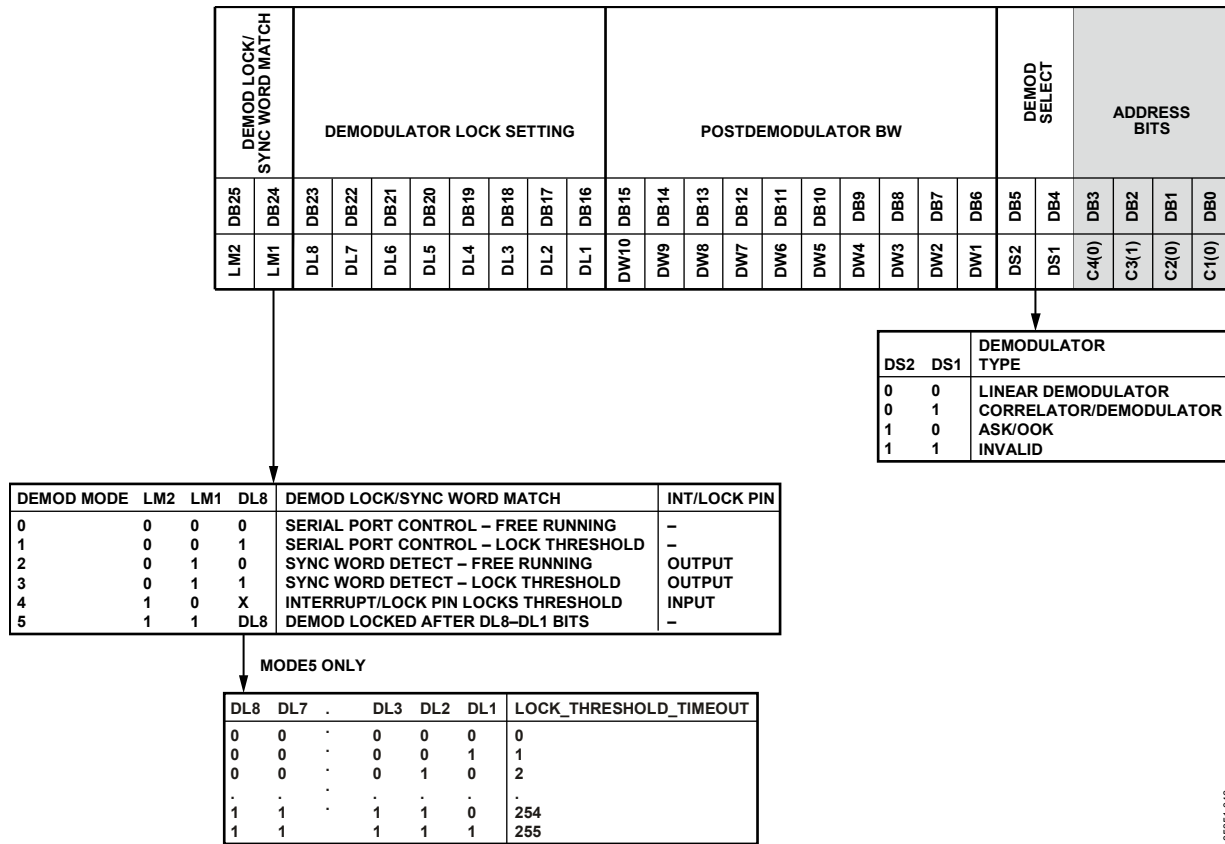 DEMOD LOCK/
SYNC WORD MATCH
DEMODULATOR LOCK SETTING
POSTDEMODULATOR BW
DEMOD
SELECT
ADDRESS
BITS
DB25 DB24 DB23 DB22 DB21 DB20 DB19 DB18 DB17 DB16 DB15 DB14 DB13 DB12 DB11 DB10 DB9 DB8 DB7 DB6 DB5 DB4 DB3 DB2 DB1 DB0
LM2 LM1 DL8 DL7 DL6 DL5 DL4 DL3 DL2 DL1 DW10 DW9 DW8 DW7 DW6 DW5 DW4 DW3 DW2 DW1 DS2 DS1 C4(0) C3(1) C2(0) C1(0)
DS2 DS1 DEMODULATOR
TYPE
0 0 LINEAR DEMODULATOR
0 1 CORRELATOR/DEMODULATOR
1 0 ASK/OOK
1 1 INVALID
DEMOD MODE LM2 LM1 DL8 DEMOD LOCK/SYNC WORD MATCH INT/LOCK PIN
0 0 0 0 SERIAL PORT CONTROL – FREE RUNNING –
1 0 0 1 SERIAL PORT CONTROL – LOCK THRESHOLD –
2 0 1 0 SYNC WORD DETECT – FREE RUNNING OUTPUT
3 0 1 1 SYNC WORD DETECT – LOCK THRESHOLD OUTPUT
4 1 0 X INTERRUPT/LOCK PIN LOCKS THRESHOLD INPUT
5 1 1 DL8 DEMOD LOCKED AFTER DL8–DL1 BITS –
MODE5 ONLY
DL8 DL7 . DL3 DL2 DL1 LOCK_THRESHOLD_TIMEOUT
0 0 . 0 0 0 0
0 0 . 0 0 1 1
0 0 . 0 1 0 2
. . . . . . .
1 1 . 1 1 0 254
1 1 1 1 1 255